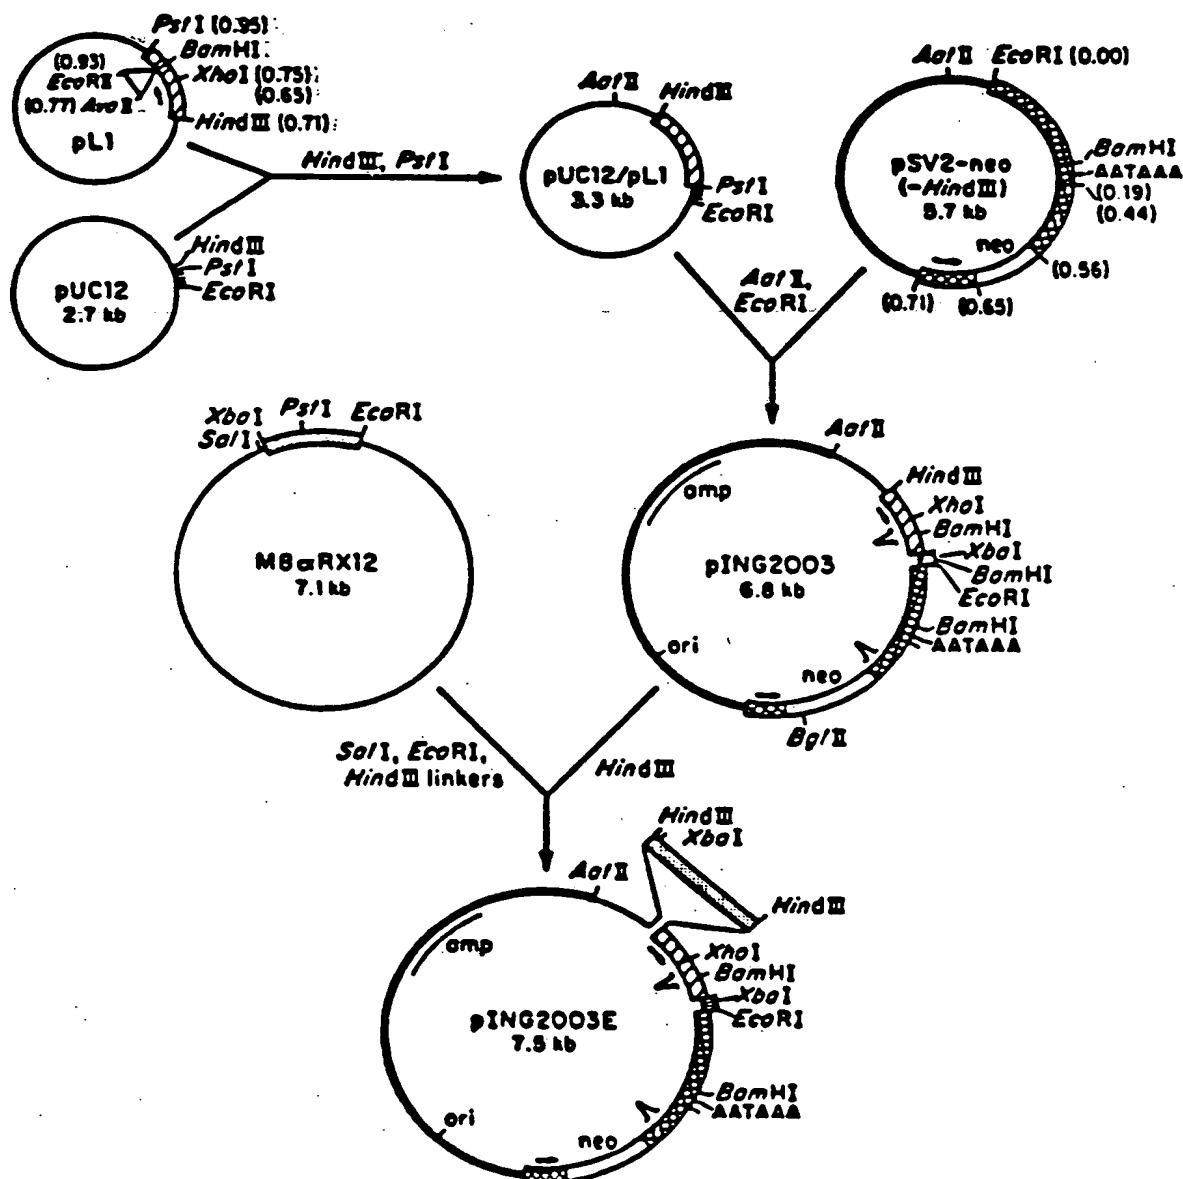 PstI (0.95)
BamHI
(0.93)
EcoRII
XhoI (0.75)
(0.65)
(0.77) AvaII
HindIII (0.71)
pL1
HindIII, PstI
HindIII
PstI
EcoRI
pUC12
2.7 kb
AatII
HindIII
pUC12/pL1
3.3 kb
PstI
EcoRI
AatII
EcoRI (0.00)
pSV2-neo
(-HindIII)
5.7 kb
BamHI
AATAAA
(0.19)
(0.44)
neo
(0.56)
(0.71)
(0.65)
AatII,
EcoRI
XbaI
SalI
PstI
EcoRI
M8αRX12
7.1 kb
AatII
amp
HindIII
XhoI
BamHI
XbaI
BamHI
EcoRI
BamHI
AATAAA
pING2003
6.8 kb
ori
neo
BglII
SalI, EcoRI,
HindIII linkers
HindIII
HindIII
XbaI
HindIII
AatII
amp
XhoI
BamHI
XbaI
EcoRI
pING2003E
7.5 kb
BamHI
AATAAA
ori
neo